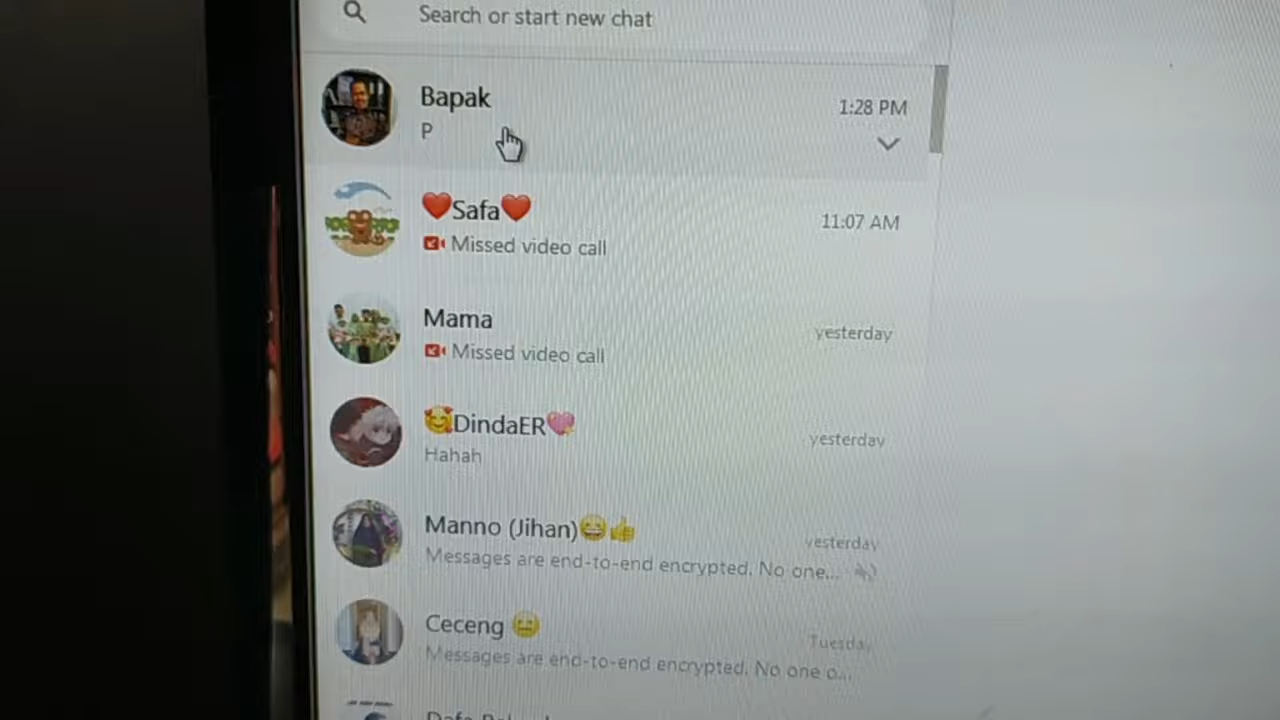 Search or start new chat
Bapak
1:28 PM
P
❤️Safa❤️
11:07 AM
Missed video call
Mama
yesterday
Missed video call
🥰DindaER💖
yesterday
Hahah
Manno (Jihan)😄👍
yesterday
Messages are end-to-end encrypted. No one...
Ceceng 😐
Tuesday
Messages are end-to-end encrypted. No one o...